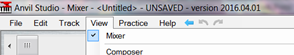 Anvil Studio - Mixer - <Untitled> - UNSAVED - version 2016.04.01
File Edit Track View Practice Help
Mixer
Composer